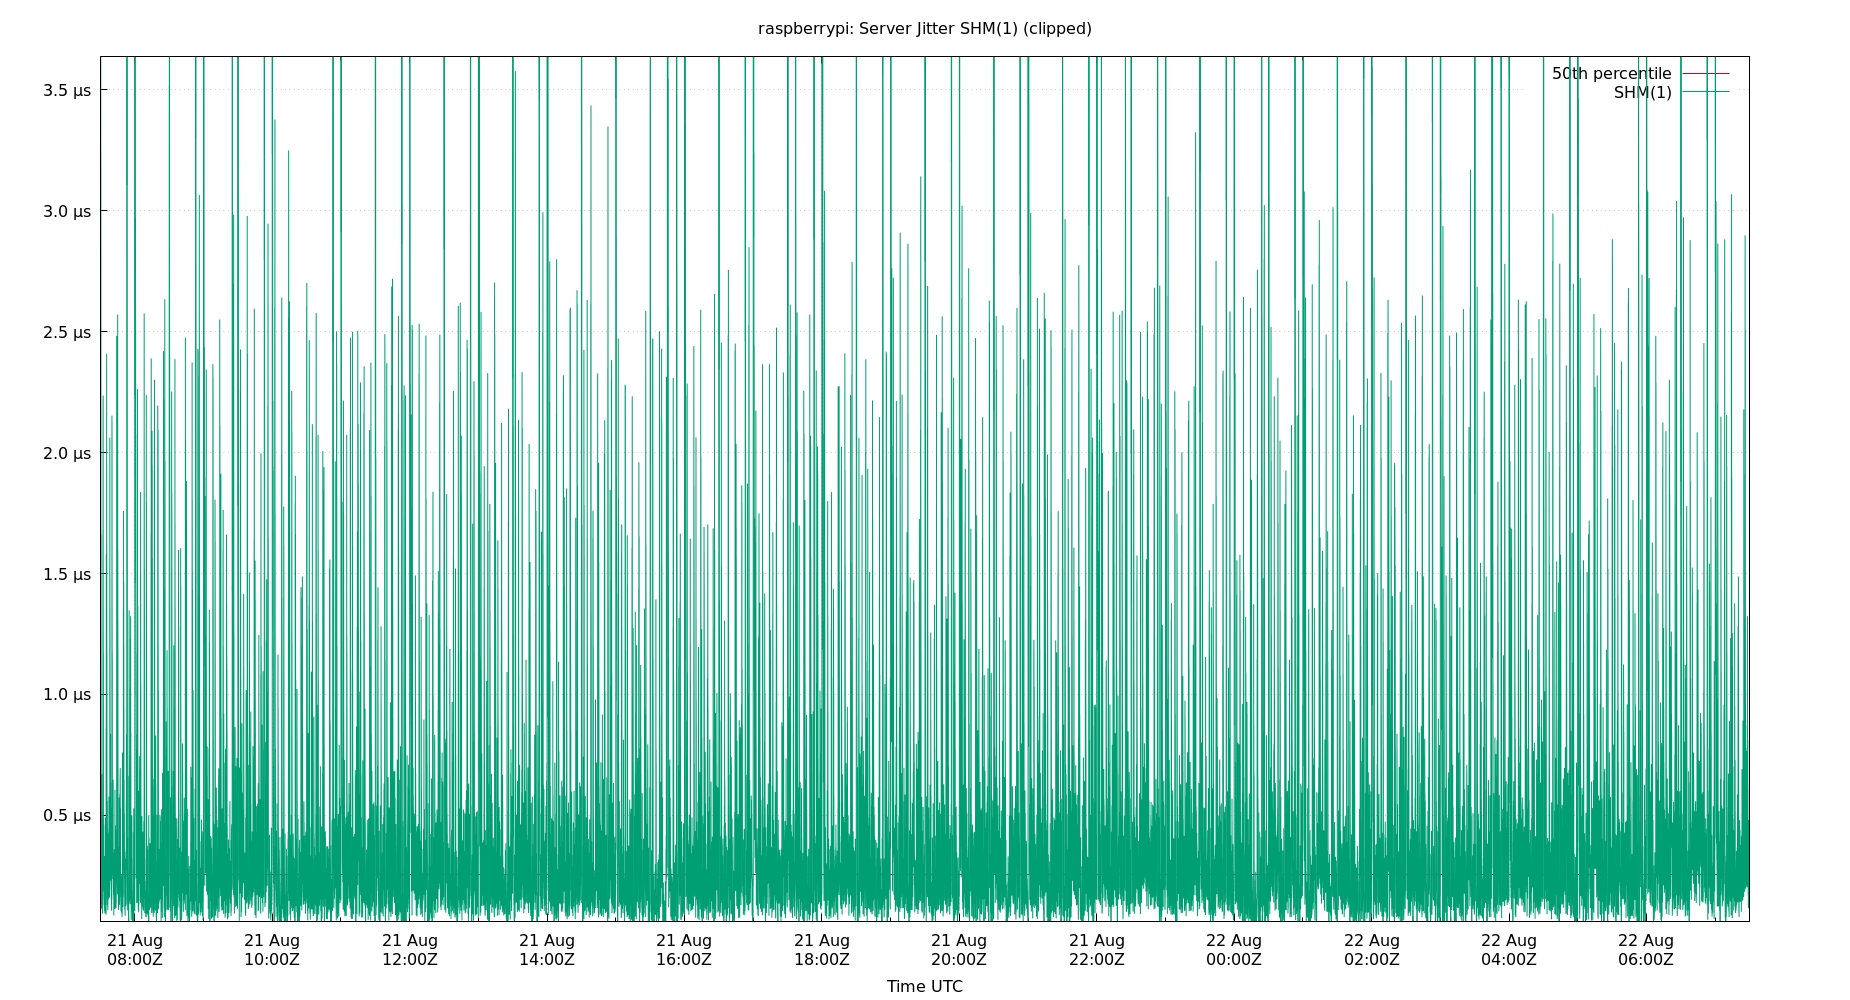 raspberrypi: Server Jitter SHM(1) (clipped)
50th percentile
SHM(1)
3.5 µs
3.0 µs
2.5 µs
2.0 µs
1.5 µs
1.0 µs
0.5 µs
21 Aug 21 Aug 21 Aug 21 Aug 21 Aug 21 Aug 21 Aug 21 Aug 22 Aug 22 Aug 22 Aug 22 Aug
08:00Z 10:00Z 12:00Z 14:00Z 16:00Z 18:00Z 20:00Z 22:00Z 00:00Z 02:00Z 04:00Z 06:00Z
Time UTC